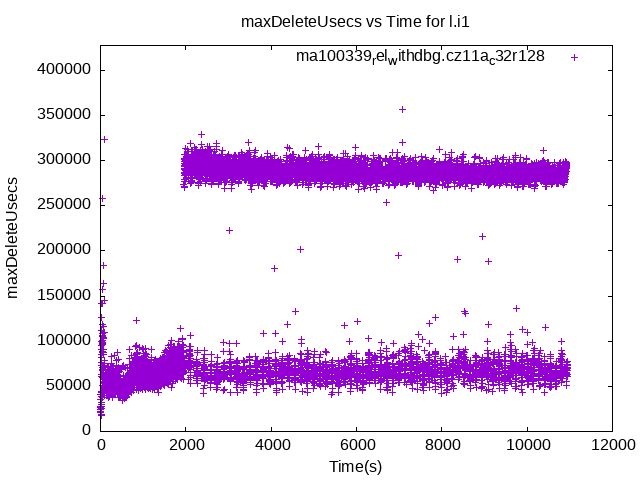 maxDeleteUsecs vs Time for l.i1
ma100339relwithdbg.cz11ac32r128
400000
350000
300000
250000
200000
150000
100000
50000
0
maxDeleteUsecs
0 2000 4000 6000 8000 10000 12000
Time(s)